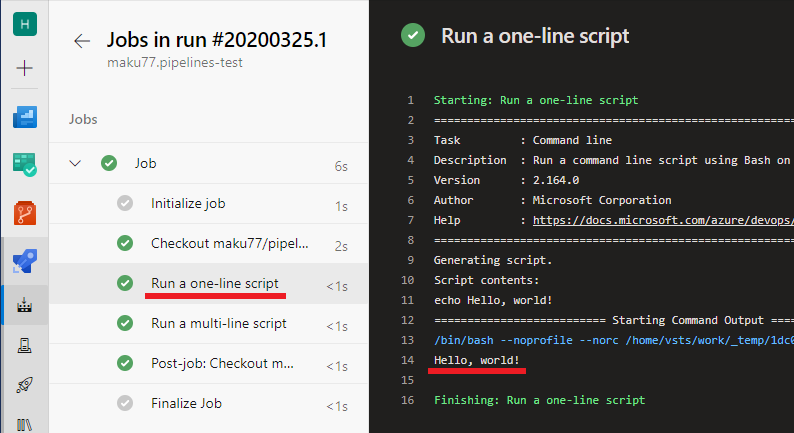 H
Jobs in run #20200325.1
maku77.pipelines-test
Jobs
Job 6s
Initialize job 1s
Checkout maku77/pipel... 2s
Run a one-line script <1s
Run a multi-line script <1s
Post-job: Checkout m... <1s
Finalize Job <1s
Run a one-line script
1 Starting: Run a one-line script
2 ==============================================================================
3 Task : Command line
4 Description : Run a command line script using Bash on
5 Version : 2.164.0
6 Author : Microsoft Corporation
7 Help : https://docs.microsoft.com/azure/devops/
8 ==============================================================================
9 Generating script.
10 Script contents:
11 echo Hello, world!
12 ========================== Starting Command Output ====
13 /bin/bash --noprofile --norc /home/vsts/work/_temp/1dc0
14 Hello, world!
15
16 Finishing: Run a one-line script